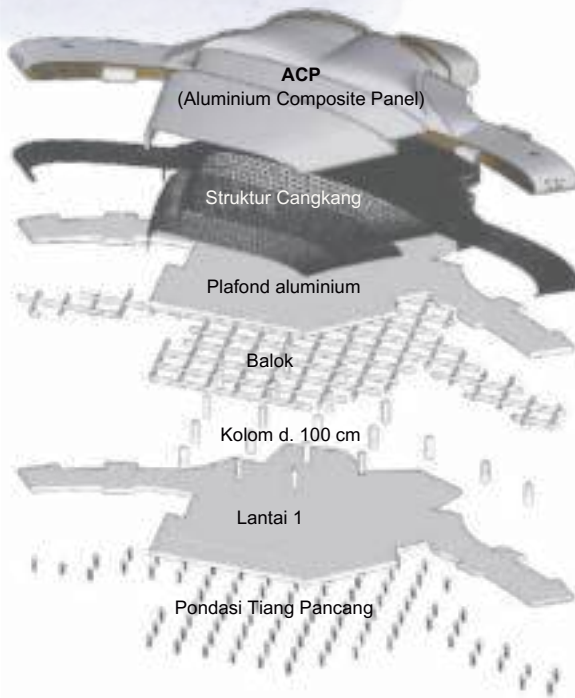 ACP
(Aluminium Composite Panel)
Struktur Cangkang
Plafond aluminium
Balok
Kolom d. 100 cm
Lantai 1
Pondasi Tiang Pancang